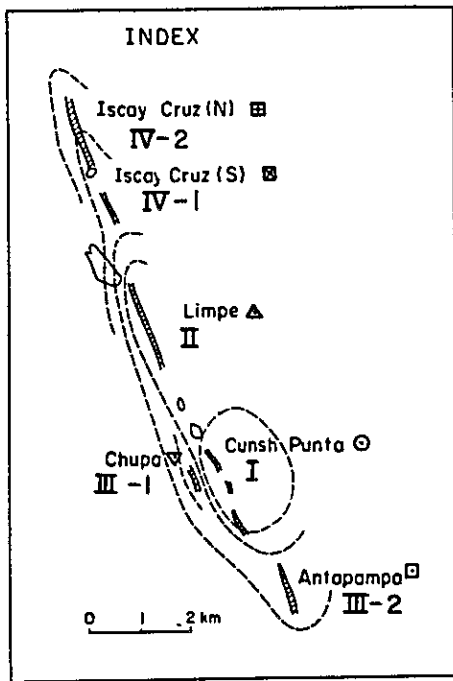 INDEX
Iscay Cruz (N)
IV-2
Iscay Cruz (S)
IV-1
Limpe
II
Cunsh Punta
I
Chupa
III-1
Antapampa
III-2
0 1 2 km